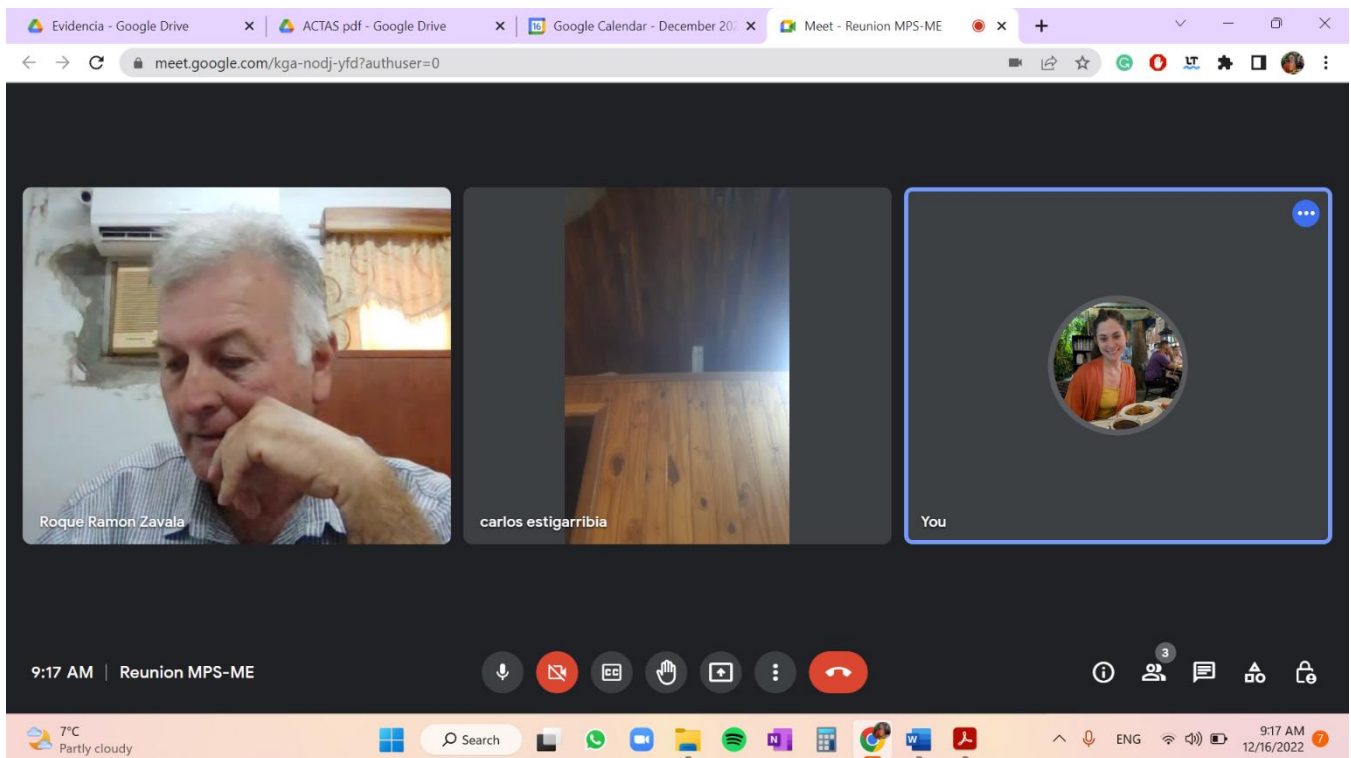 Evidencia - Google Drive
ACTAS pdf - Google Drive
16
Google Calendar - December 202
Meet - Reunion MPS-ME
meet.google.com/kga-nodj-yfd?authuser=0
Roque Ramon Zavala
carlos estigarribia
You
9:17 AM | Reunion MPS-ME
3
7°C
Partly cloudy
Search
ENG
9:17 AM
12/16/2022
7